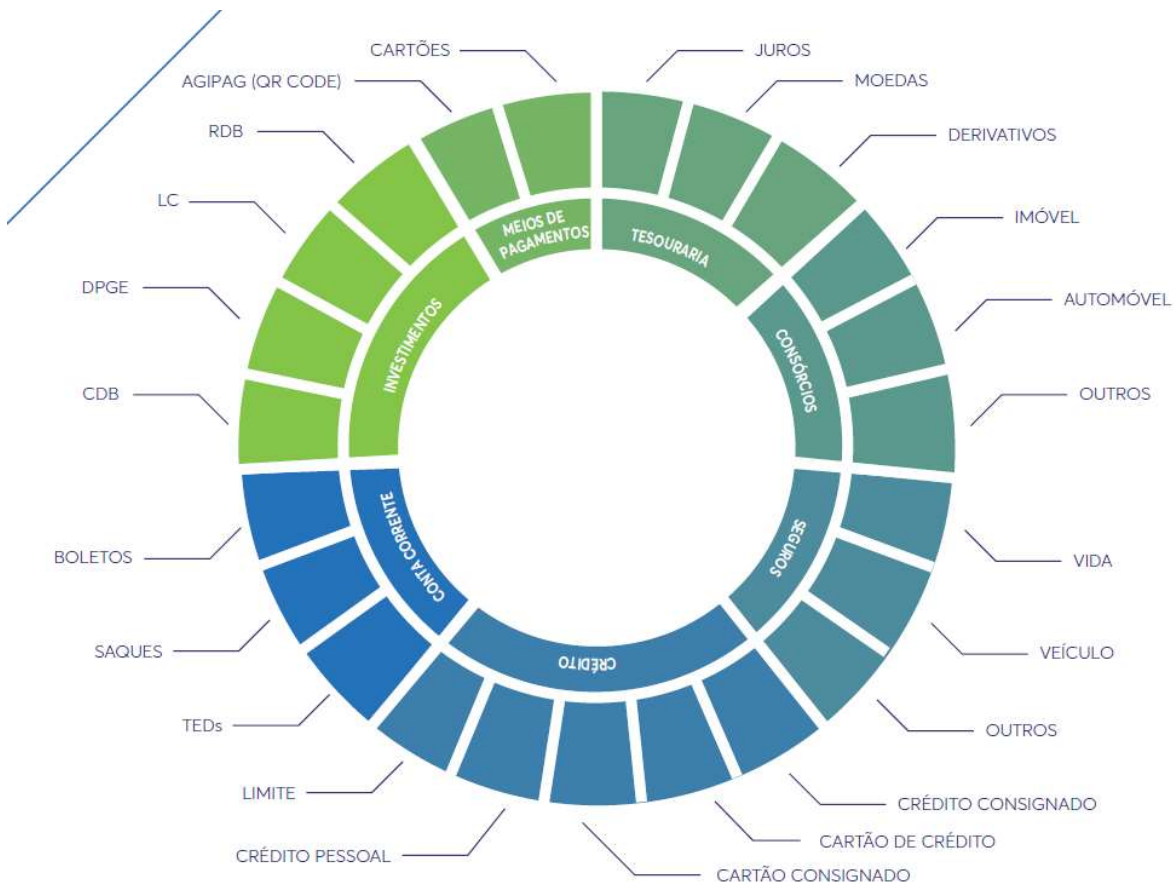 CARTÕES
JUROS
AGIPAG (QR CODE)
MOEDAS
RDB
DERIVATIVOS
LC
IMÓVEL
DPGE
AUTOMÓVEL
CDB
OUTROS
BOLETOS
VIDA
SAQUES
VEÍCULO
TEDs
OUTROS
LIMITE
CRÉDITO CONSIGNADO
CRÉDITO PESSOAL
CARTÃO DE CRÉDITO
CARTÃO CONSIGNADO
MEIOS DE
PAGAMENTOS
TESOURARIA
CONSÓRCIOS
SEGUROS
CRÉDITO
CONTA CORRENTE
INVESTIMENTOS